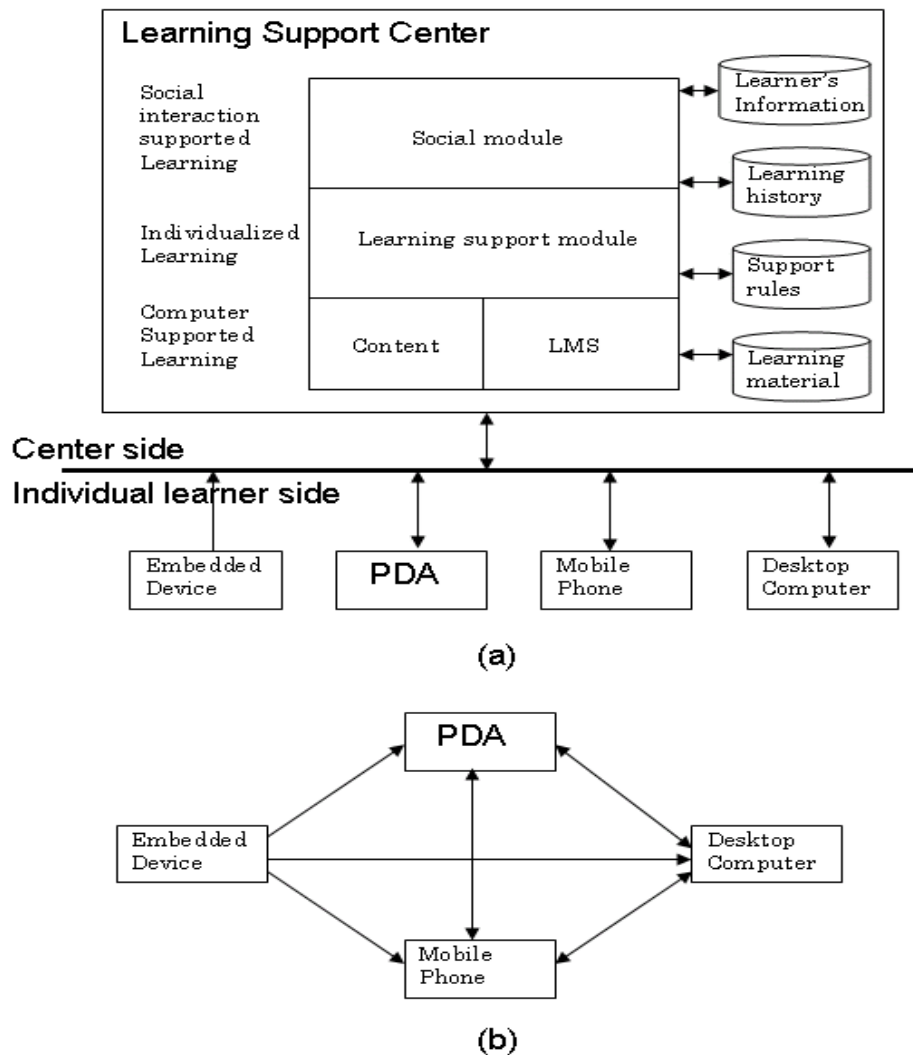 Learning Support Center
Social
interaction
supported
Learning
Social module
Learner's
Information
Learning
history
Individualized
Learning
Learning support module
Support
rules
Computer
Supported
Learning
Content
LMS
Learning
material
Center side
Individual learner side
Embedded
Device
PDA
Mobile
Phone
Desktop
Computer
(a)
PDA
Embedded
Device
Desktop
Computer
Mobile
Phone
(b)